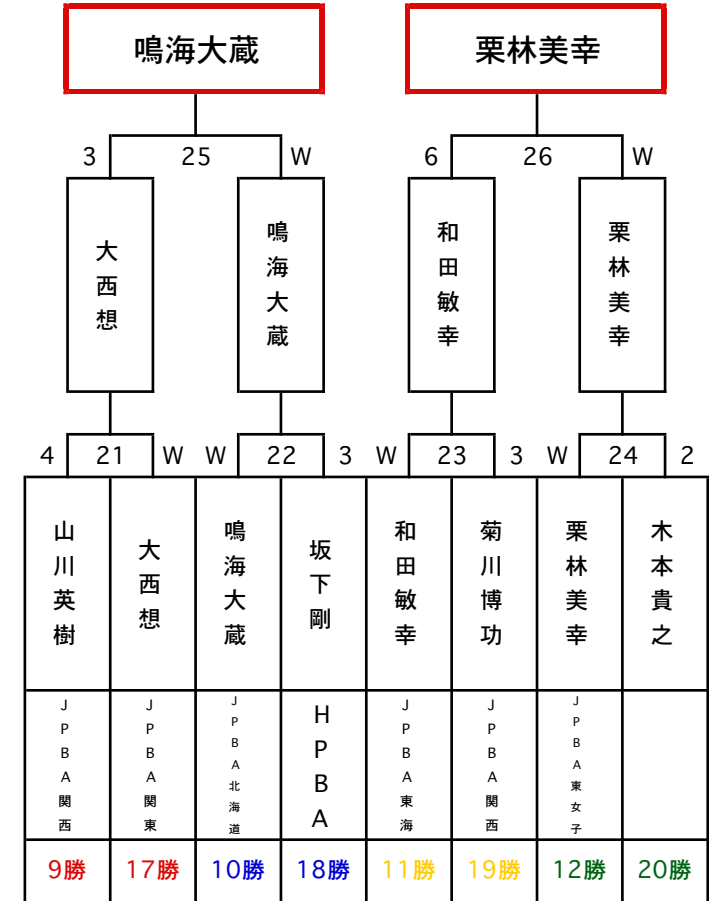 鳴海大蔵 栗林美幸
3 25 W 6 26 W
大西想 鳴海大蔵 和田敏幸 栗林美幸
4 21 W W 22 3 W 23 3 W 24 2
山川英樹 大西想 鳴海大蔵 坂下剛 和田敏幸 菊川博功 栗林美幸 木本貴之
JPBA関西 JPBA関東 JPBA北海道 HPBA JPBA東海 JPBA関西 JPBA東女子
9勝 17勝 10勝 18勝 11勝 19勝 12勝 20勝